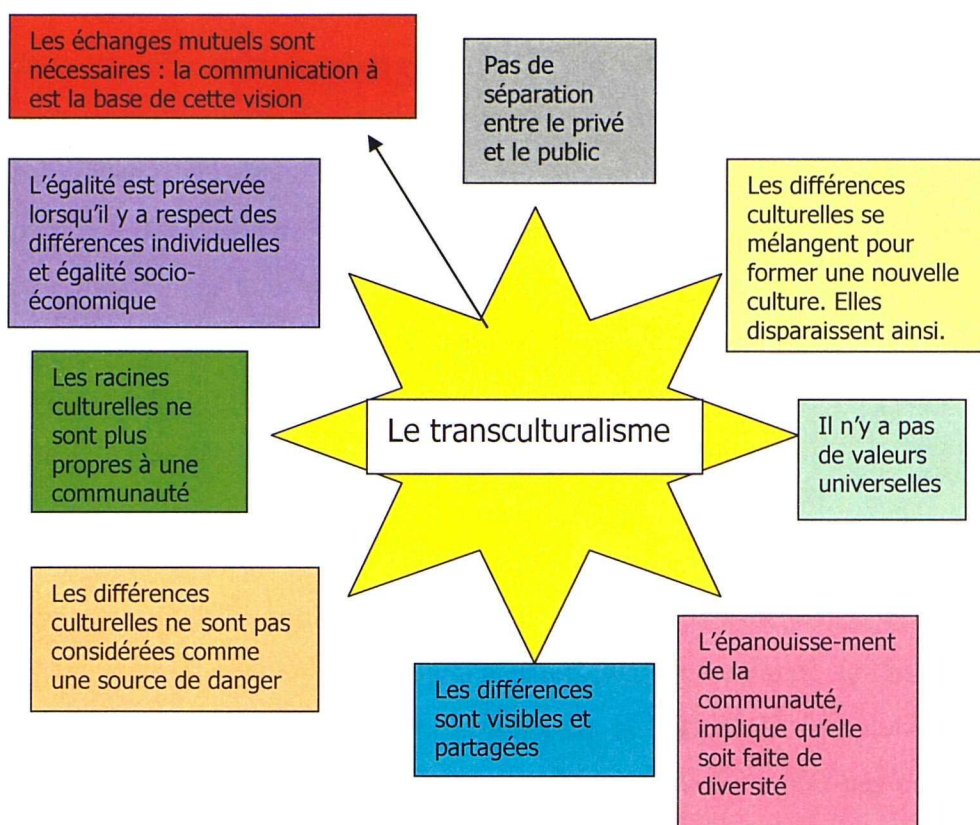 Les échanges mutuels sont
nécessaires : la communication à
est la base de cette vision
Pas de
séparation
entre le privé
et le public
L'égalité est préservée
lorsqu'il y a respect des
différences individuelles
et égalité socio-
économique
Les différences
culturelles se
mélangent pour
former une nouvelle
culture. Elles
disparaissent ainsi.
Les racines
culturelles ne
sont plus
propres à une
communauté
Le transculturalisme
Il n'y a pas
de valeurs
universelles
Les différences
culturelles ne sont pas
considérées comme
une source de danger
Les différences
sont visibles et
partagées
L'épanouisse-ment
de la
communauté,
implique qu'elle
soit faite de
diversité